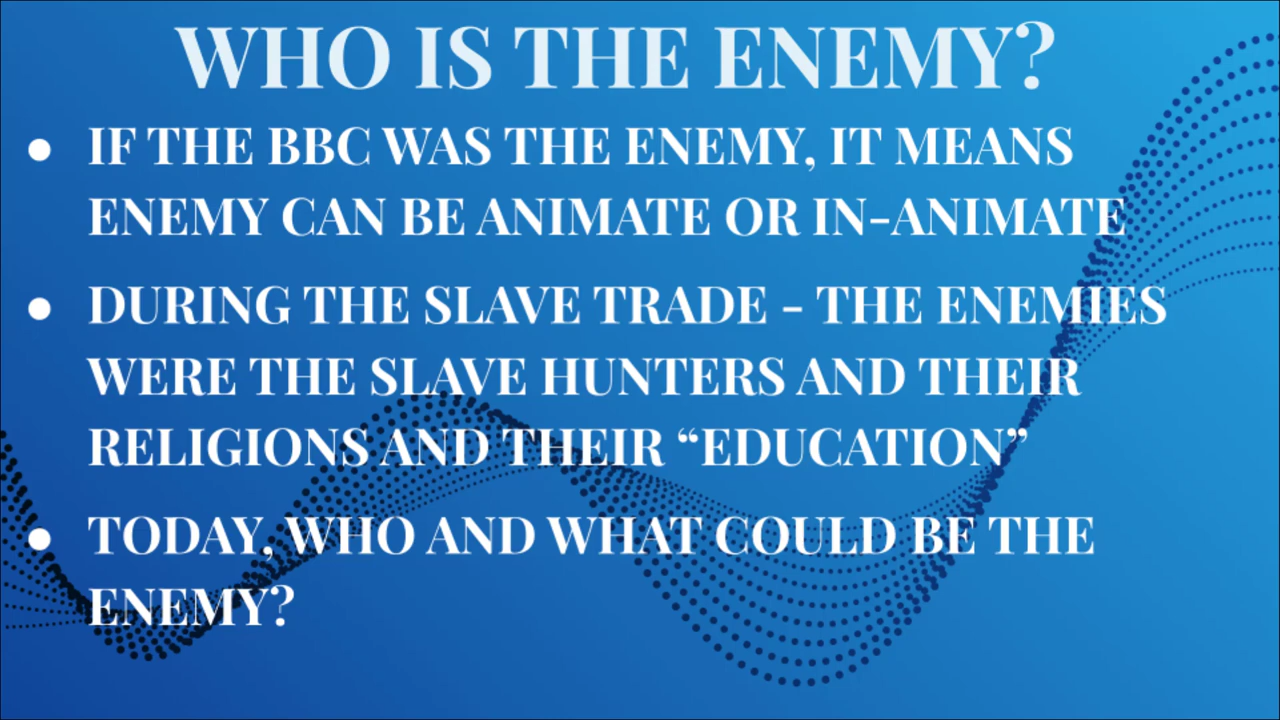 WHO IS THE ENEMY?
● IF THE BBC WAS THE ENEMY, IT MEANS
ENEMY CAN BE ANIMATE OR IN-ANIMATE
● DURING THE SLAVE TRADE - THE ENEMIES
WERE THE SLAVE HUNTERS AND THEIR
RELIGIONS AND THEIR “EDUCATION”
● TODAY, WHO AND WHAT COULD BE THE
ENEMY?